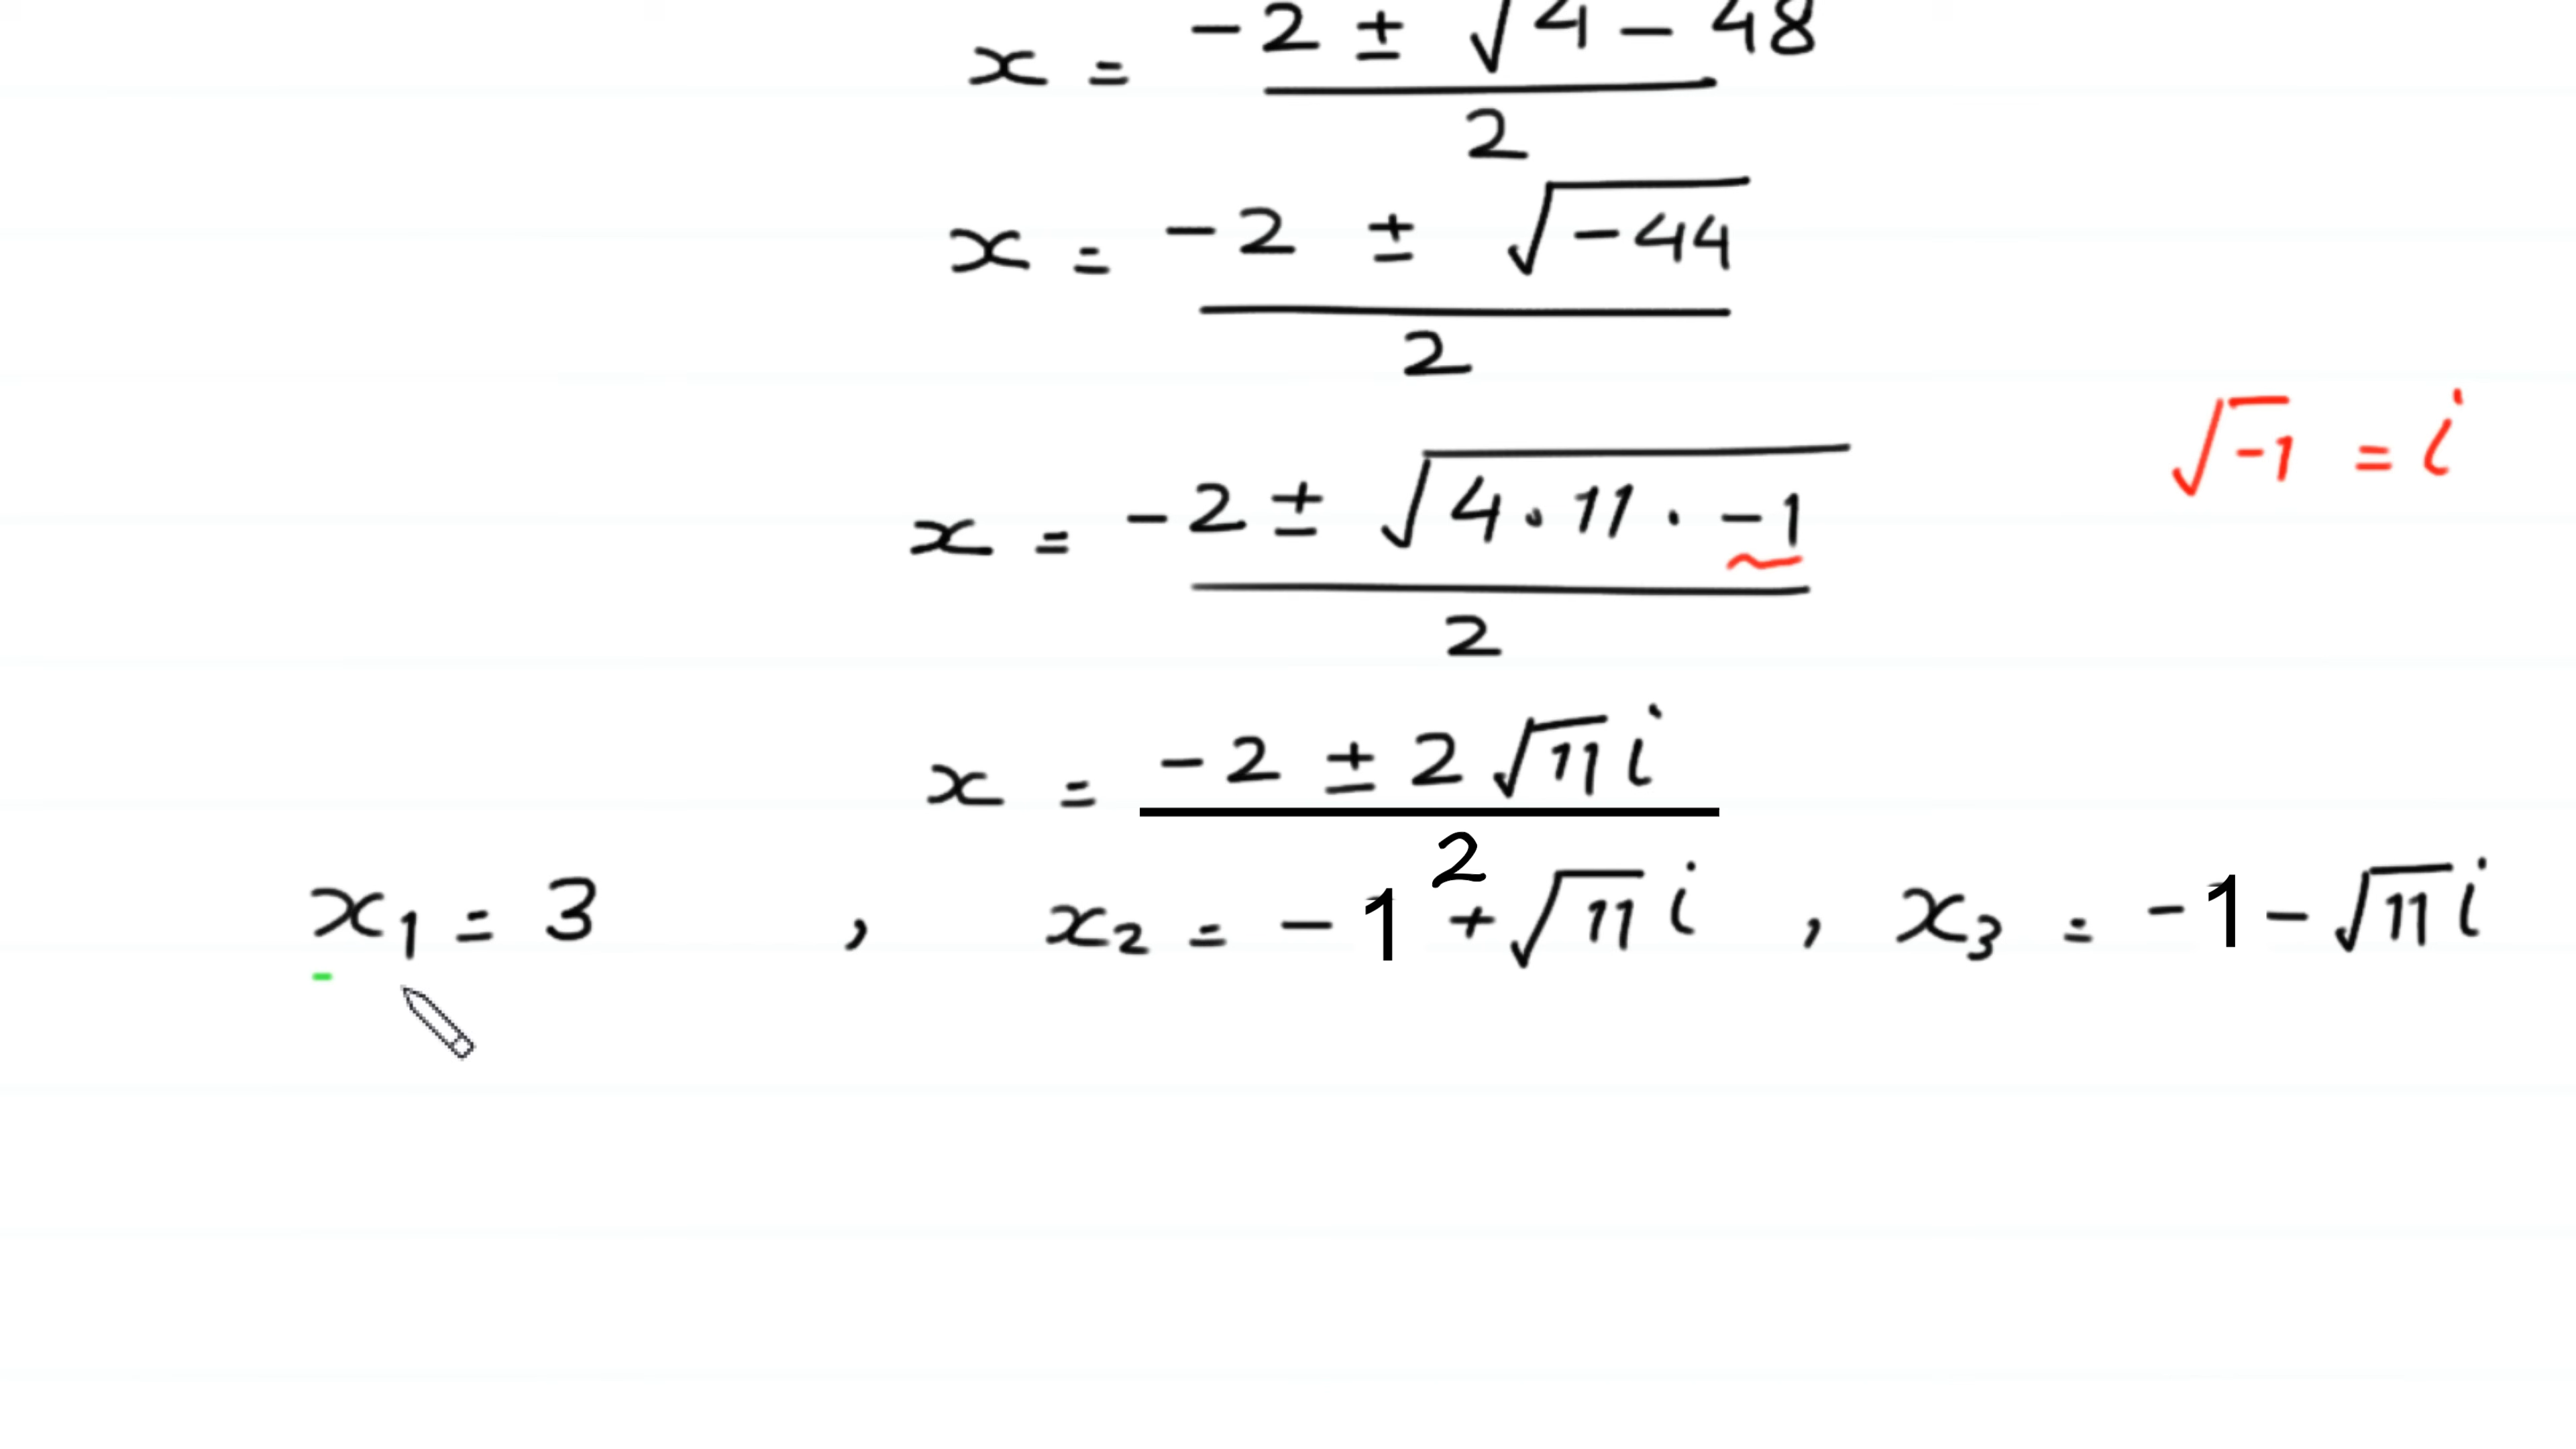 x = (-2 ± √(4 - 48)) / 2
x = (-2 ± √(-44)) / 2
√(-1) = i
x = (-2 ± √(4 · 11 · -1)) / 2
x = (-2 ± 2√11 i) / 2
x₁ = 3 , x₂ = -1 + √11 i , x₃ = -1 - √11 i